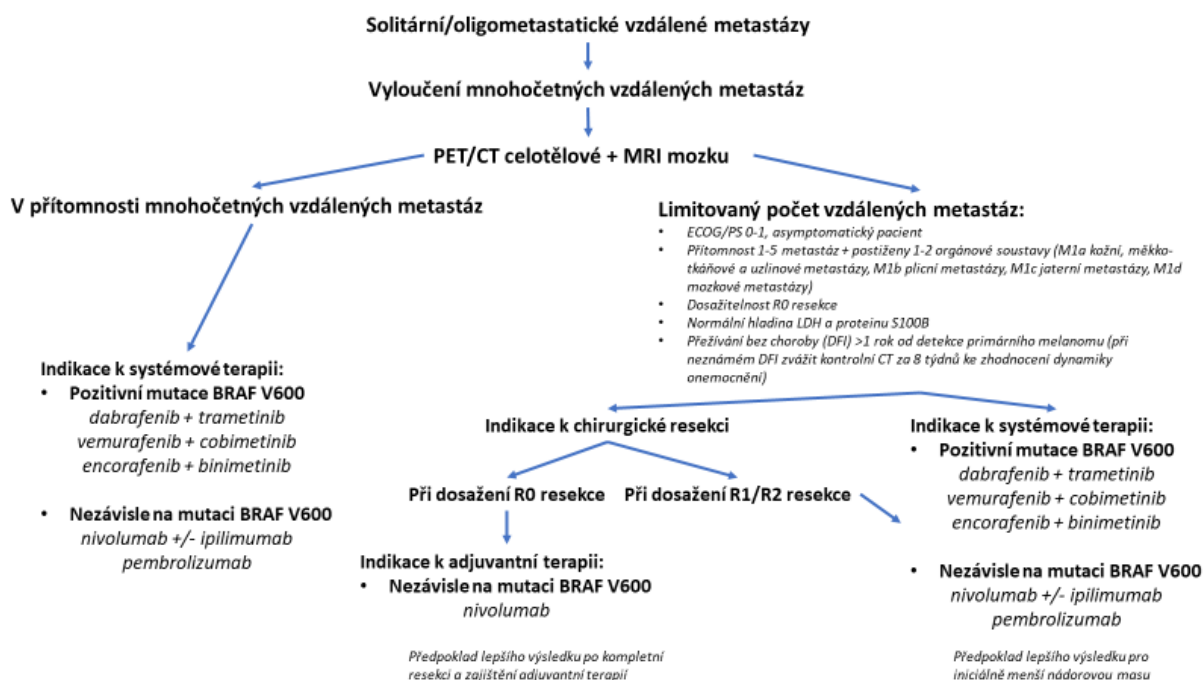 Solitární/oligometastatické vzdálené metastázy
Vyloučení mnohočetných vzdálených metastáz
PET/CT celotělové + MRI mozku
V přítomnosti mnohočetných vzdálených metastáz
Indikace k systémové terapii:
• Pozitivní mutace BRAF V600
dabrafenib + trametinib
vemurafenib + cobimetinib
encorafenib + binimetinib
• Nezávisle na mutaci BRAF V600
nivolumab +/- ipilimumab
pembrolizumab
Limitovaný počet vzdálených metastáz:
• ECOG/PS 0-1, asymptomatický pacient
• Přítomnost 1-5 metastáz + postiženy 1-2 orgánové soustavy (M1a kožní, měkko-
tkáňové a uzlinové metastázy, M1b plicní metastázy, M1c jaterní metastázy, M1d
mozkové metastázy)
• Dosažitelnost R0 resekce
• Normální hladina LDH a proteinu S100B
• Přežívání bez choroby (DFI) >1 rok od detekce primárního melanomu (při
neznámém DFI zvážit kontrolní CT za 8 týdnů ke zhodnocení dynamiky
onemocnění)
Indikace k chirurgické resekci
Při dosažení R0 resekce
Při dosažení R1/R2 resekce
Indikace k adjuvantní terapii:
• Nezávisle na mutaci BRAF V600
nivolumab
Předpoklad lepšího výsledku po kompletní
resekci a zajištění adjuvantní terapií
Indikace k systémové terapii:
• Pozitivní mutace BRAF V600
dabrafenib + trametinib
vemurafenib + cobimetinib
encorafenib + binimetinib
• Nezávisle na mutaci BRAF V600
nivolumab +/- ipilimumab
pembrolizumab
Předpoklad lepšího výsledku pro
iniciálně menší nádorovou masu